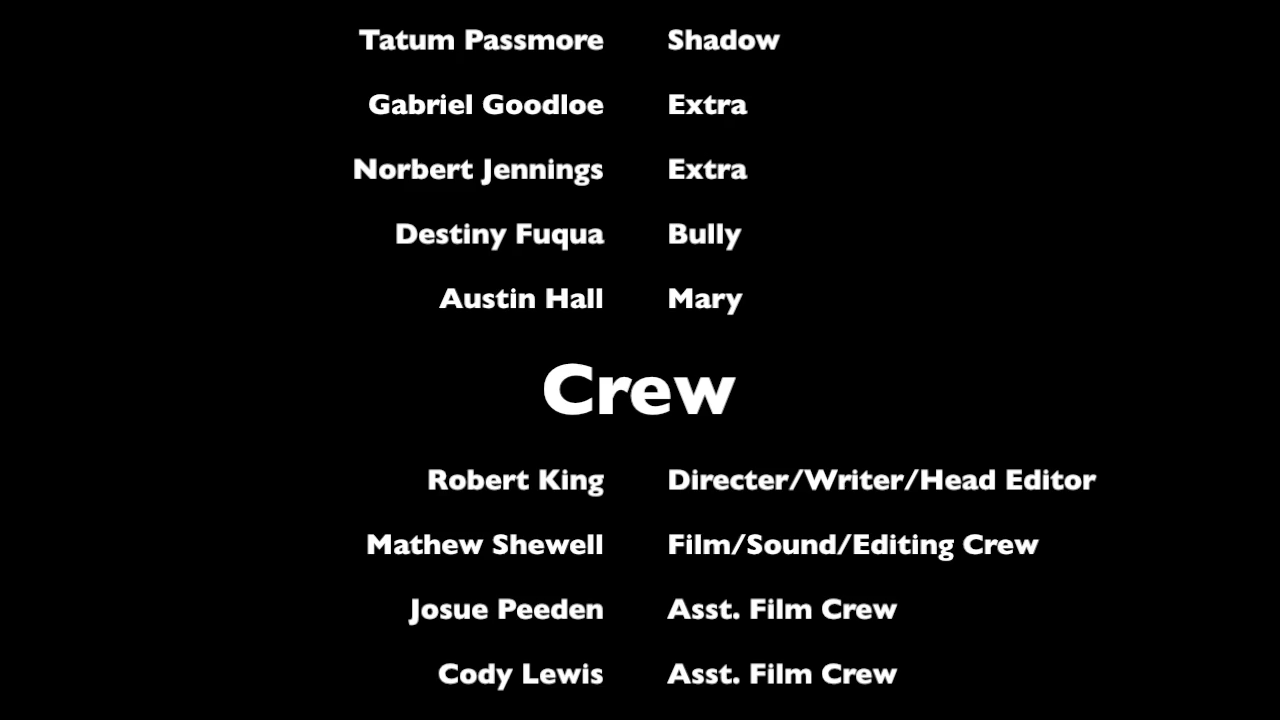 Tatum Passmore Shadow
Gabriel Goodloe Extra
Norbert Jennings Extra
Destiny Fuqua Bully
Austin Hall Mary
Crew
Robert King Directer/Writer/Head Editor
Mathew Shewell Film/Sound/Editing Crew
Josue Peeden Asst. Film Crew
Cody Lewis Asst. Film Crew